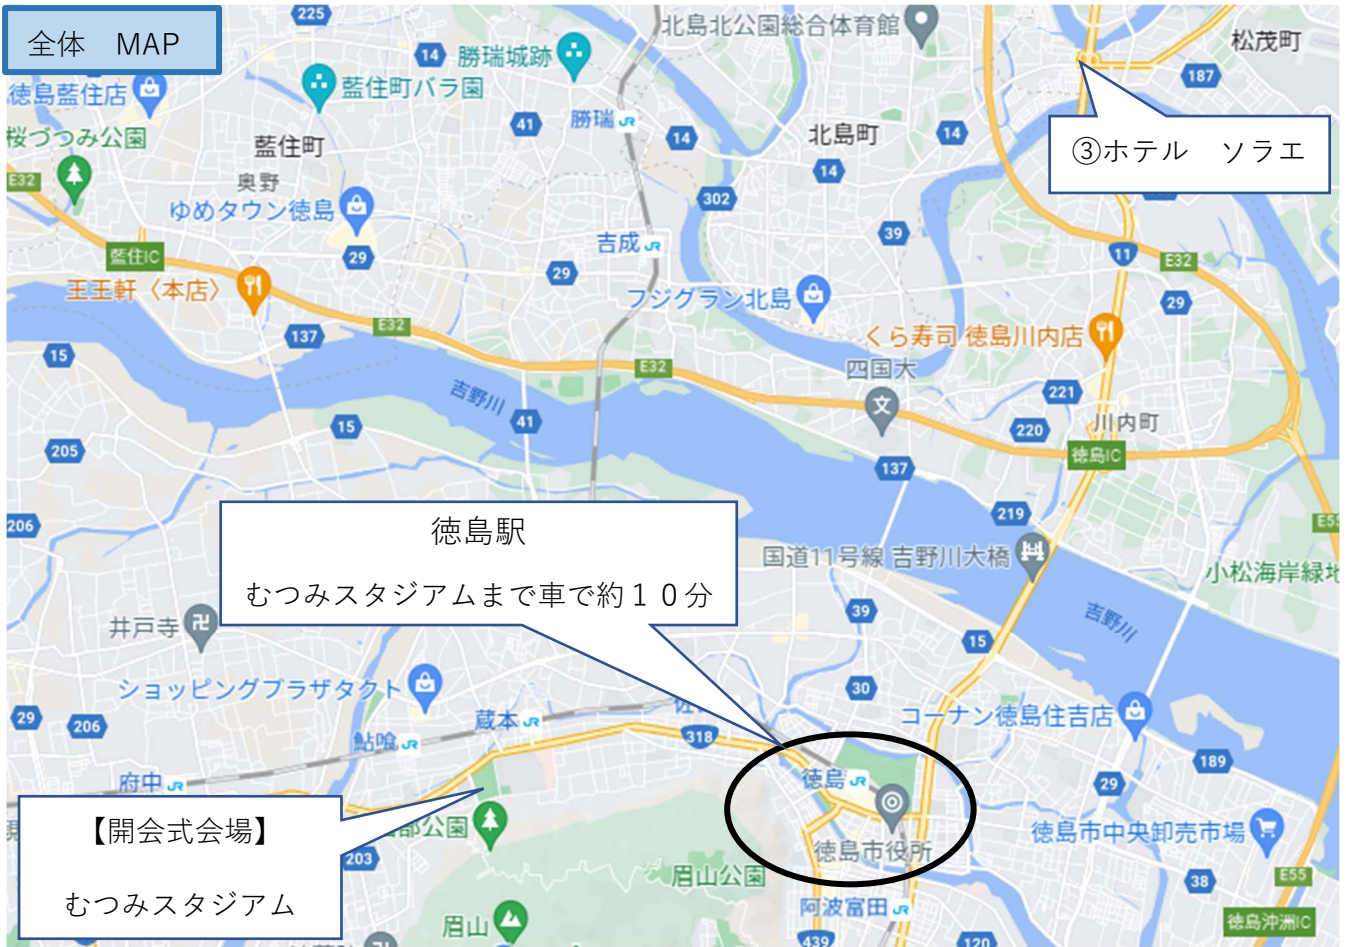 全体　MAP
225
北島北公園総合体育館
松茂町
14
勝瑞城跡
187
徳島藍住店
藍住町バラ園
41
勝瑞 JR
14
北島町
14
③ホテル　ソラエ
桜づつみ公園
藍住町
14
E32
奥野
302
ゆめタウン徳島
39
吉成 JR
11
藍住IC
29
29
E32
王王軒〈本店〉
フジグラン北島
29
137
E32
くら寿司 徳島川内店
15
E32
四国大
吉野川
221
41
15
220
川内町
205
徳島IC
137
206
徳島駅
219
E55
国道11号線 吉野川大橋
小松海岸緑地
むつみスタジアムまで車で約１０分
39
吉野川
井戸寺
15
ショッピングプラザタクト
30
29
206
蔵本 JR
佐
コーナン徳島住吉店
鮎喰 JR
318
189
府中 JR
徳島 JR
29
【開会式会場】
部公園
徳島市中央卸売市場
203
徳島市役所
眉山公園
38
E55
むつみスタジアム
眉山
阿波富田 JR
徳島沖洲IC
439
120